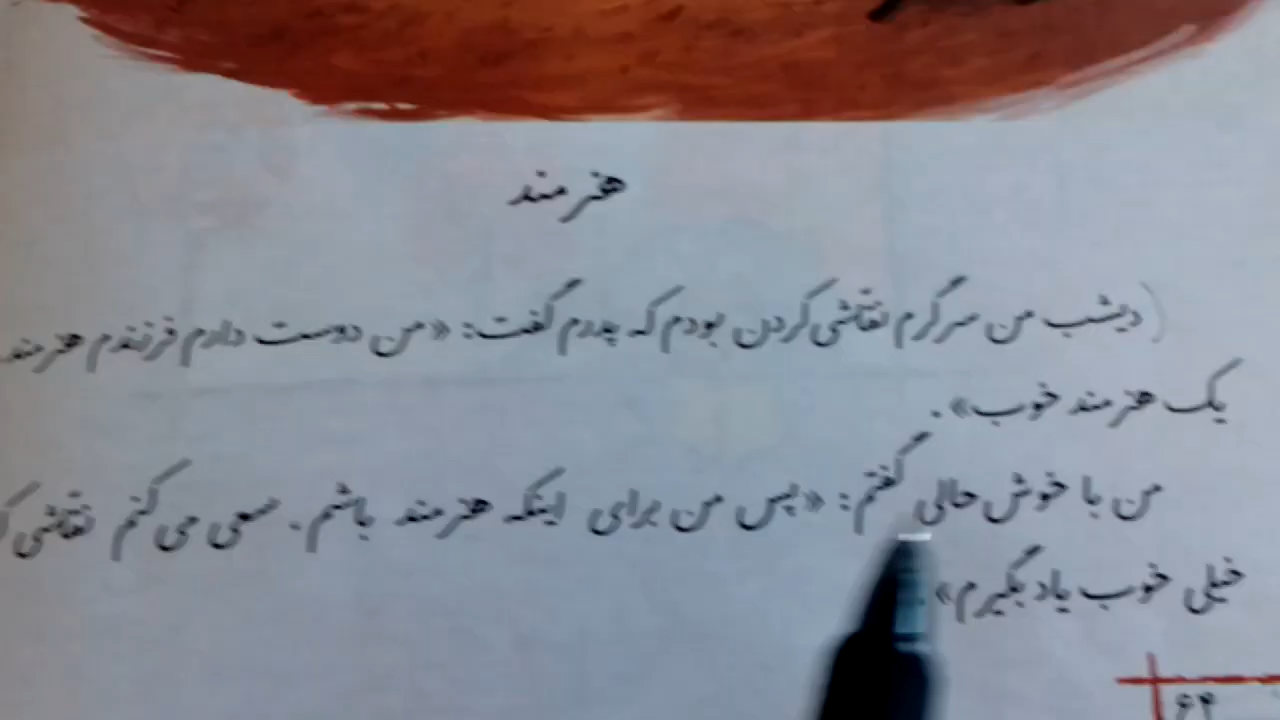 هنرمند
(دیشب من سرگرم نقاشی کردن بودم که پدرم گفت: «من دوست دارم فرزندم هنرمند
یک هنرمند خوب».
من با خوش حالی گفتم: «پس من برای اینکه هنرمند باشم. سعی می کنم نقاشی
خیلی خوب یاد بگیرم»
۶۴